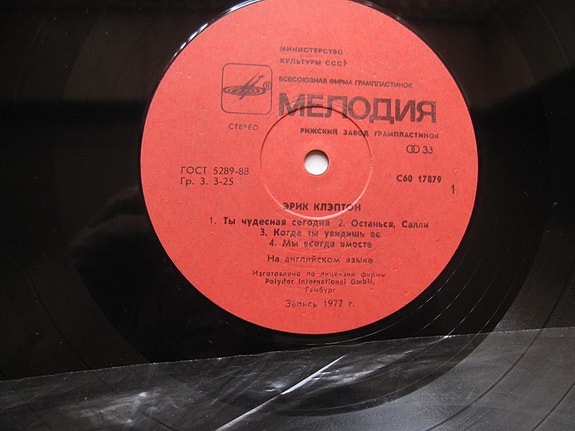 МИНИСТЕРСТВО
КУЛЬТУРЫ СССР
ВСЕСОЮЗНАЯ ФИРМА ГРАМПЛАСТИНОК
МЕЛОДИЯ
СТЕРЕО
РИЖСКИЙ ЗАВОД ГРАМПЛАСТИНОК
33
ГОСТ 5289-88
Гр. 3. 3-25
С60 17879
1
ЭРИК КЛЭПТОН
1. Ты чудесная сегодня 2. Останься, Салли
3. Когда ты увидишь ее
4. Мы всегда вместе
На английском языке
Изготовлено по лицензии фирмы
Polydor International GmbH,
Гамбург
Запись 1977 г.